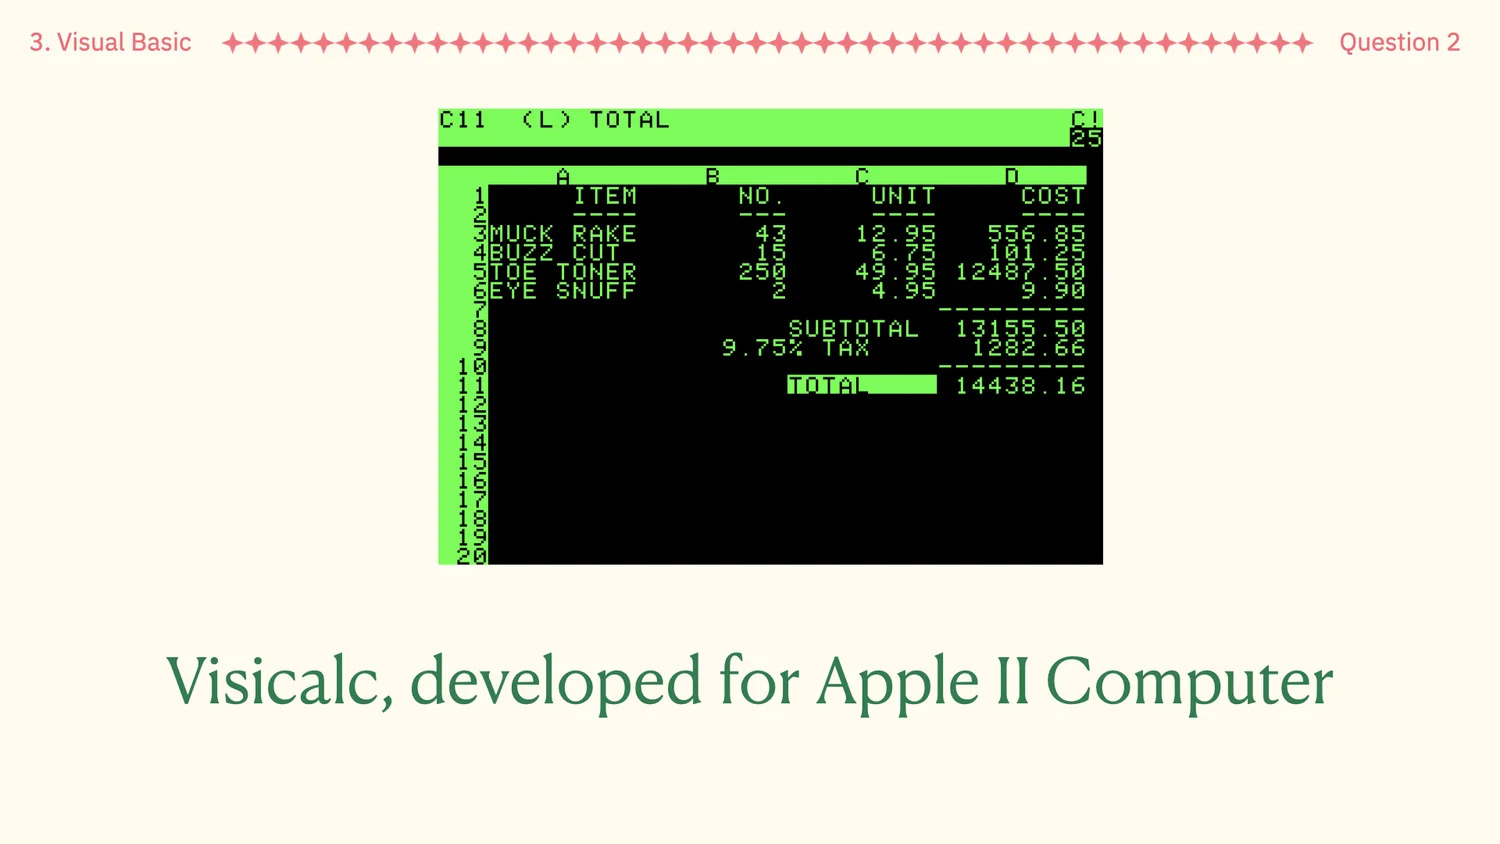 3. Visual Basic
Question 2
C11 (L) TOTAL C!
25
A B C D
1 ITEM NO. UNIT COST
2 ---- --- ---- ----
3 MUCK RAKE 43 12.95 556.85
4 BUZZ CUT 15 6.75 101.25
5 TOE TONER 250 49.95 12487.50
6 EYE SNUFF 2 4.95 9.90
7 ---------
8 SUBTOTAL 13155.50
9 9.75% TAX 1282.66
10 ---------
11 TOTAL 14438.16
12
13
14
15
16
17
18
19
20
Visicalc, developed for Apple II Computer